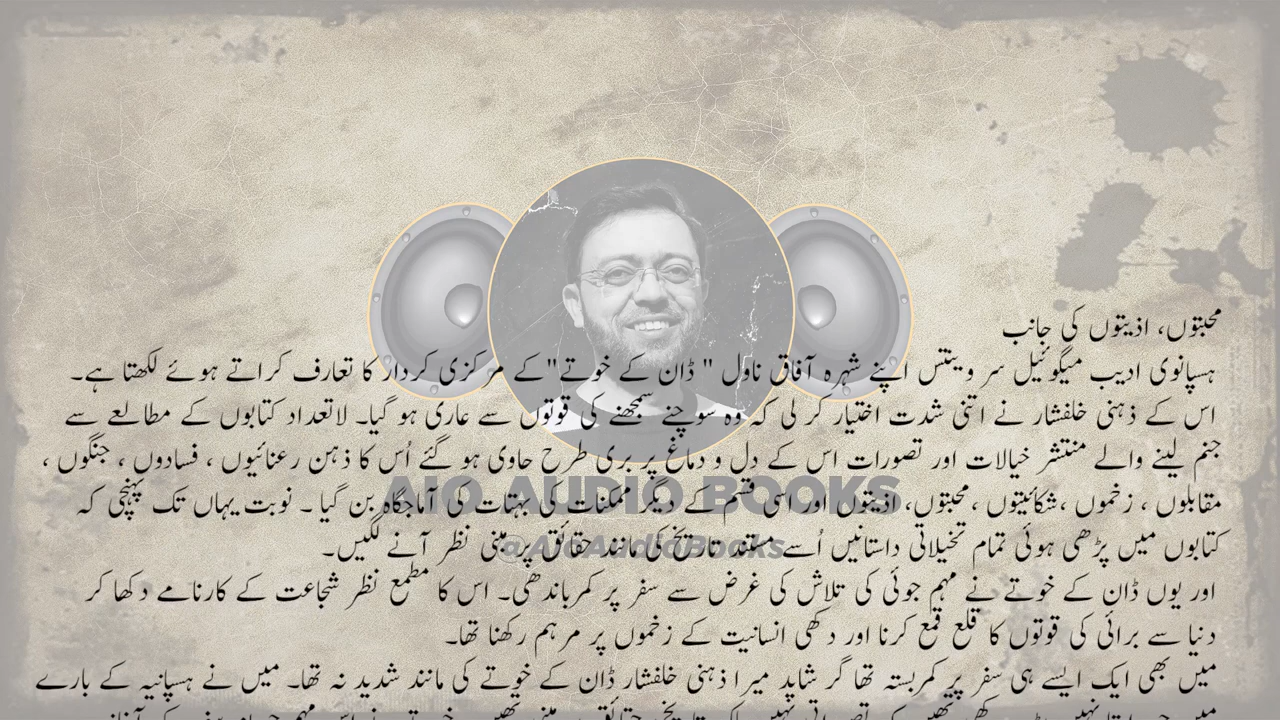 محبتوں، اذیتوں کی جانب
ہسپانوی ادیب میگوئیل سر وینتس اپنے شہرہ آفاق ناول " ڈان کے خوتے"کے مرکزی کردار کا تعارف کراتے ہوئے لکھتا ہے۔
اس کے ذہنی خلفشار نے اتنی شدت اختیار کر لی کہ وہ سوچنے سمجھنے کی قوتوں سے عاری ہو گیا۔ لاتعداد کتابوں کے مطالعے سے
جنم لینے والے منتشر خیالات اور تصورات اس کے دل و دماغ پر بری طرح حاوی ہو گئے اُس کا ذہن رعنائیوں ، فسادوں ، جنگوں ،
مقابلوں ، زخموں ،شکائیتوں ، محبتوں، اذیتوں اور اسی قسم کے دیگر ممکنات کی بہتات کی آماجگاہ بن گیا ۔ نوبت یہاں تک پہنچی کہ
AIO AUDIO BOOKS
کتابوں میں پڑھی ہوئی تمام تخیلاتی داستانیں اُسے مستند تاریخ کی مانند حقائق پر مبنی نظر آنے لگیں۔
@AioAudioBooks
اور یوں ڈان کے خوتے نے مہم جوئی کی تلاش کی غرض سے سفر پر کمرباندھی۔ اس کا مطمع نظر شجاعت کے کارنامے دکھا کر
دنیا سے برائی کی قوتوں کا قلع قمع کرنا اور دکھی انسانیت کے زخموں پر مرہم رکھنا تھا۔
میں بھی ایک ایسے ہی سفر پر کمربستہ تھا گر شاید میرا ذہنی خلفشار ڈان کے خوتے کی مانند شدید نہ تھا۔ میں نے ہسپانیہ کے بارے